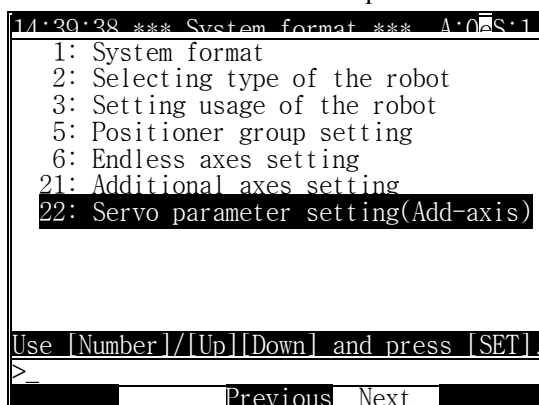 14:39:38 *** System format *** A:0 S:1
1: System format
2: Selecting type of the robot
3: Setting usage of the robot
5: Positioner group setting
6: Endless axes setting
21: Additional axes setting
22: Servo parameter setting(Add-axis)
Use [Number]/[Up][Down] and press [SET].
>_
Previous Next